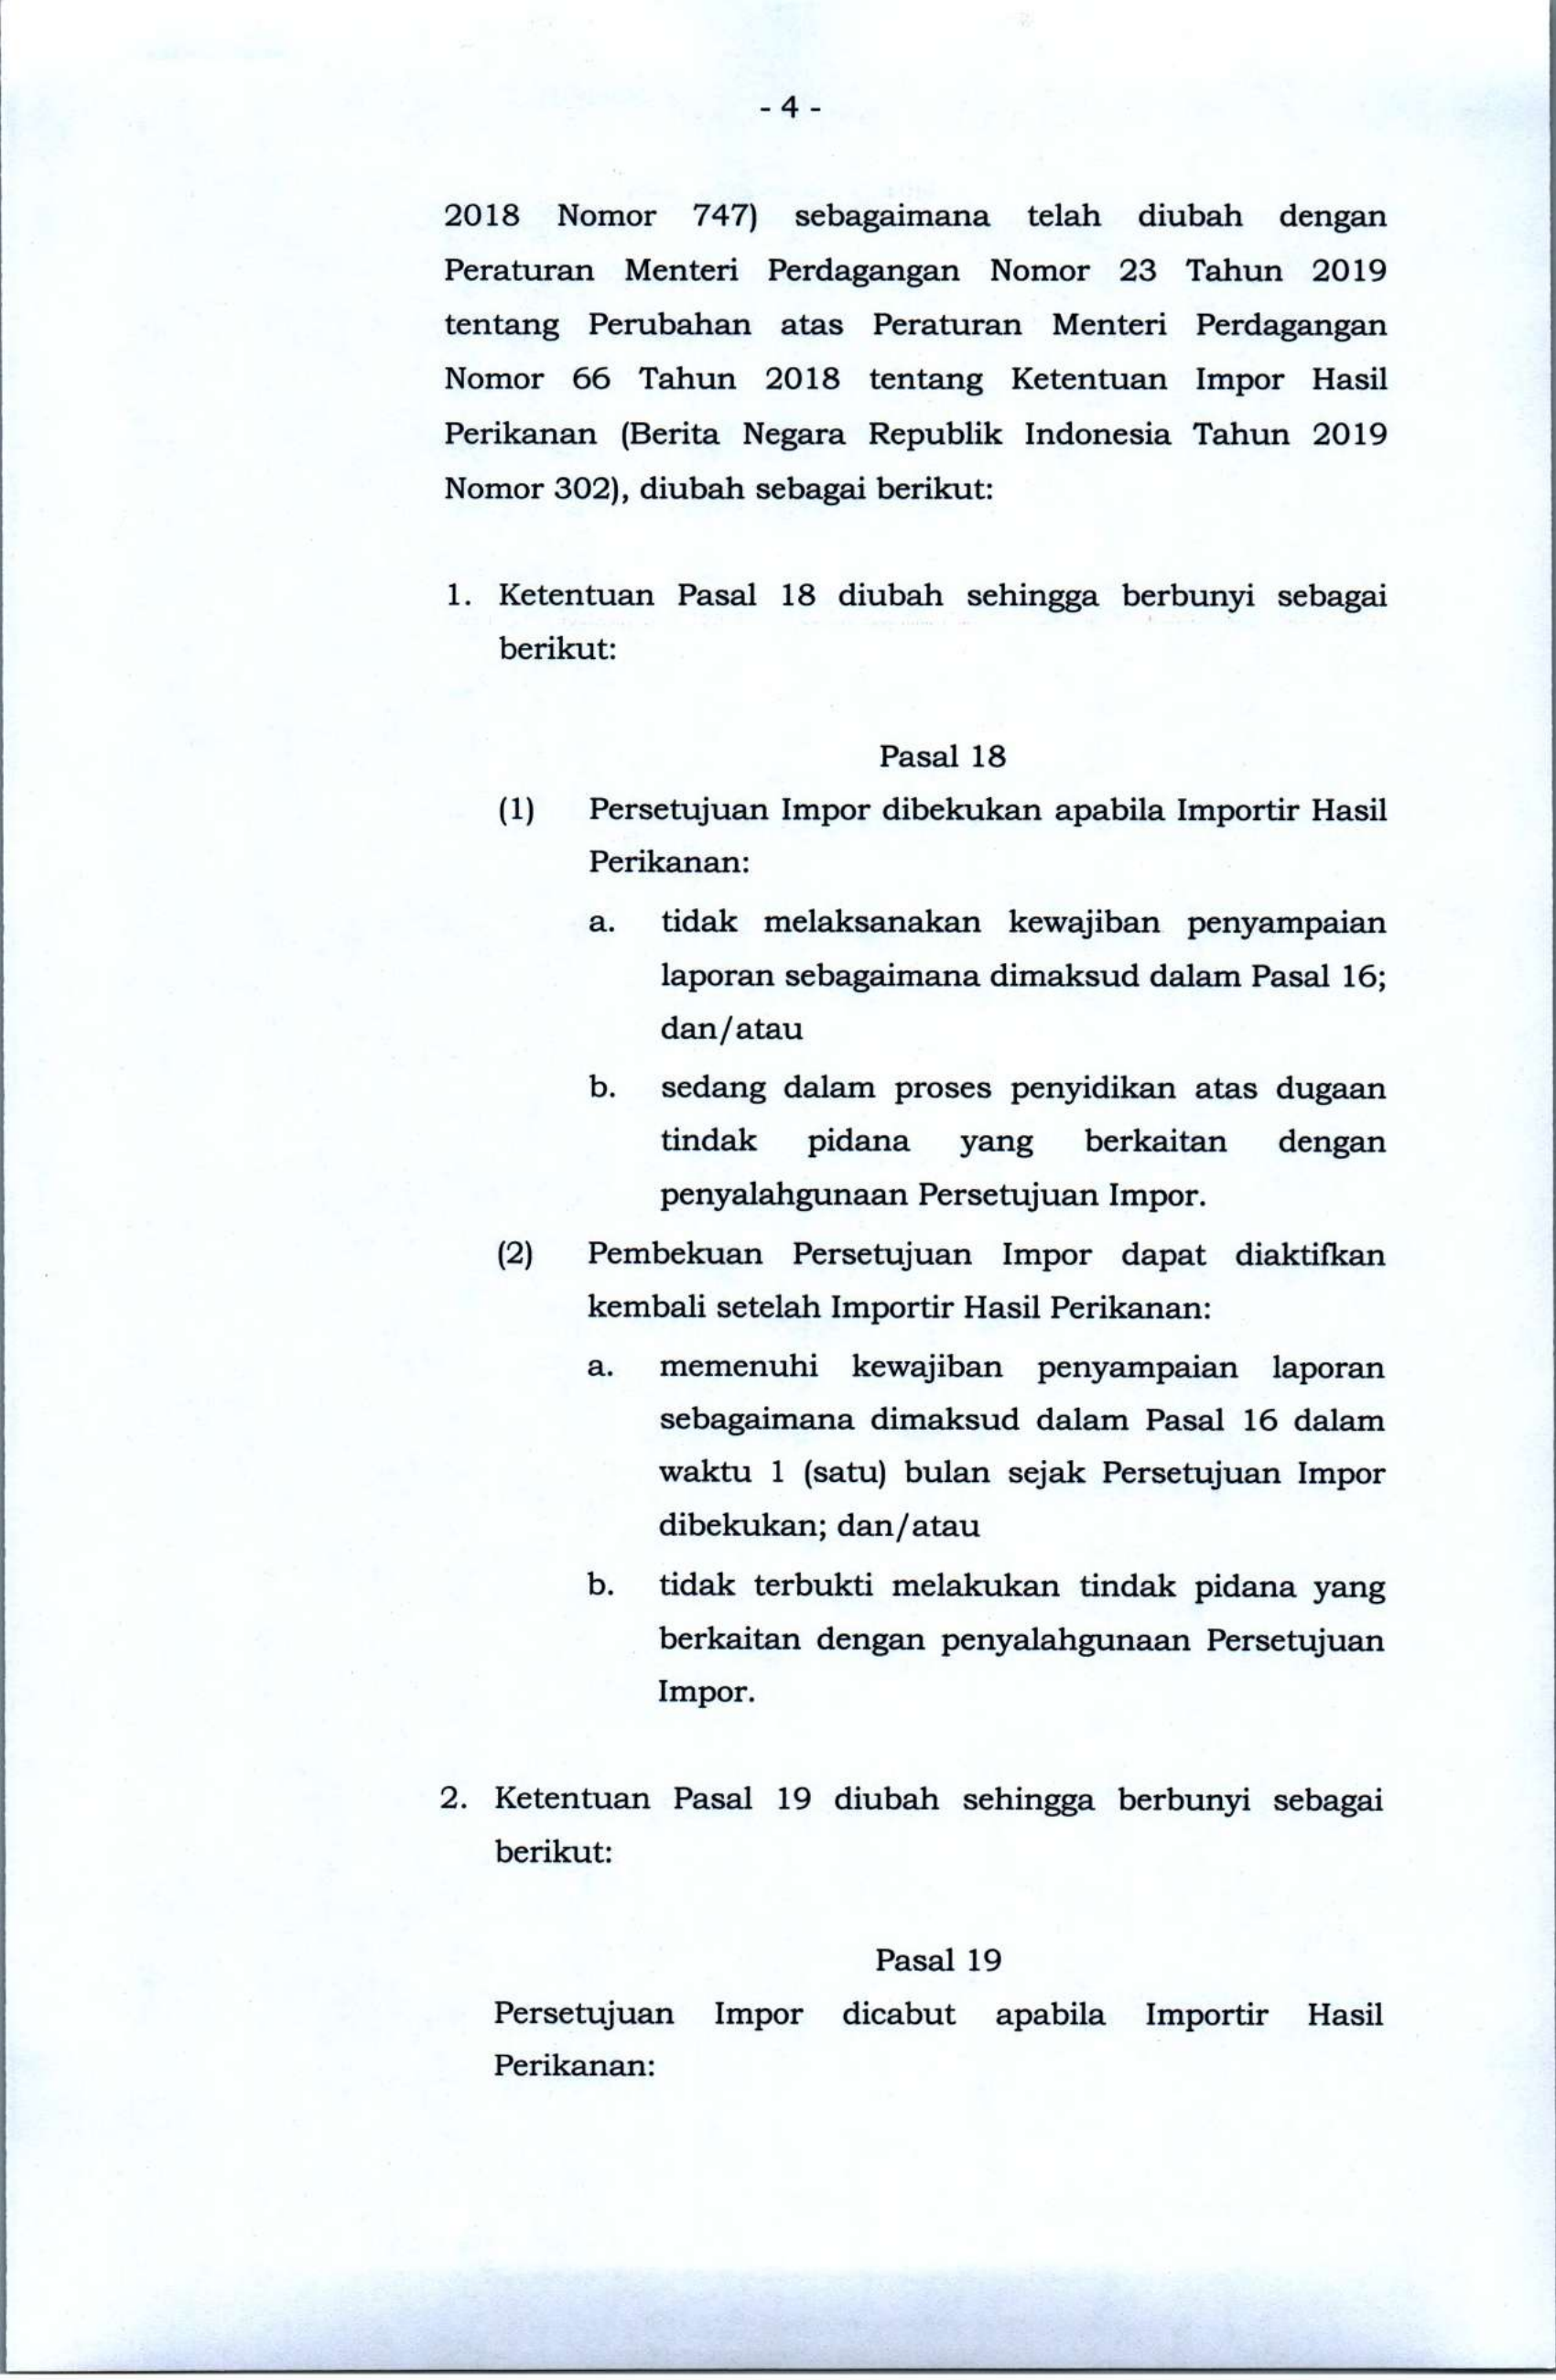 - 4 -
2018 Nomor 747) sebagaimana telah diubah dengan
Peraturan Menteri Perdagangan Nomor 23 Tahun 2019
tentang Perubahan atas Peraturan Menteri Perdagangan
Nomor 66 Tahun 2018 tentang Ketentuan Impor Hasil
Perikanan (Berita Negara Republik Indonesia Tahun 2019
Nomor 302), diubah sebagai berikut:
1. Ketentuan Pasal 18 diubah sehingga berbunyi sebagai
berikut:
Pasal 18
(1) Persetujuan Impor dibekukan apabila Importir Hasil
Perikanan:
a. tidak melaksanakan kewajiban penyampaian
laporan sebagaimana dimaksud dalam Pasal 16;
dan/atau
b. sedang dalam proses penyidikan atas dugaan
tindak pidana yang berkaitan dengan
penyalahgunaan Persetujuan Impor.
(2) Pembekuan Persetujuan Impor dapat diaktifkan
kembali setelah Importir Hasil Perikanan:
a. memenuhi kewajiban penyampaian laporan
sebagaimana dimaksud dalam Pasal 16 dalam
waktu 1 (satu) bulan sejak Persetujuan Impor
dibekukan; dan/atau
b. tidak terbukti melakukan tindak pidana yang
berkaitan dengan penyalahgunaan Persetujuan
Impor.
2. Ketentuan Pasal 19 diubah sehingga berbunyi sebagai
berikut:
Pasal 19
Persetujuan Impor dicabut apabila Importir Hasil
Perikanan: